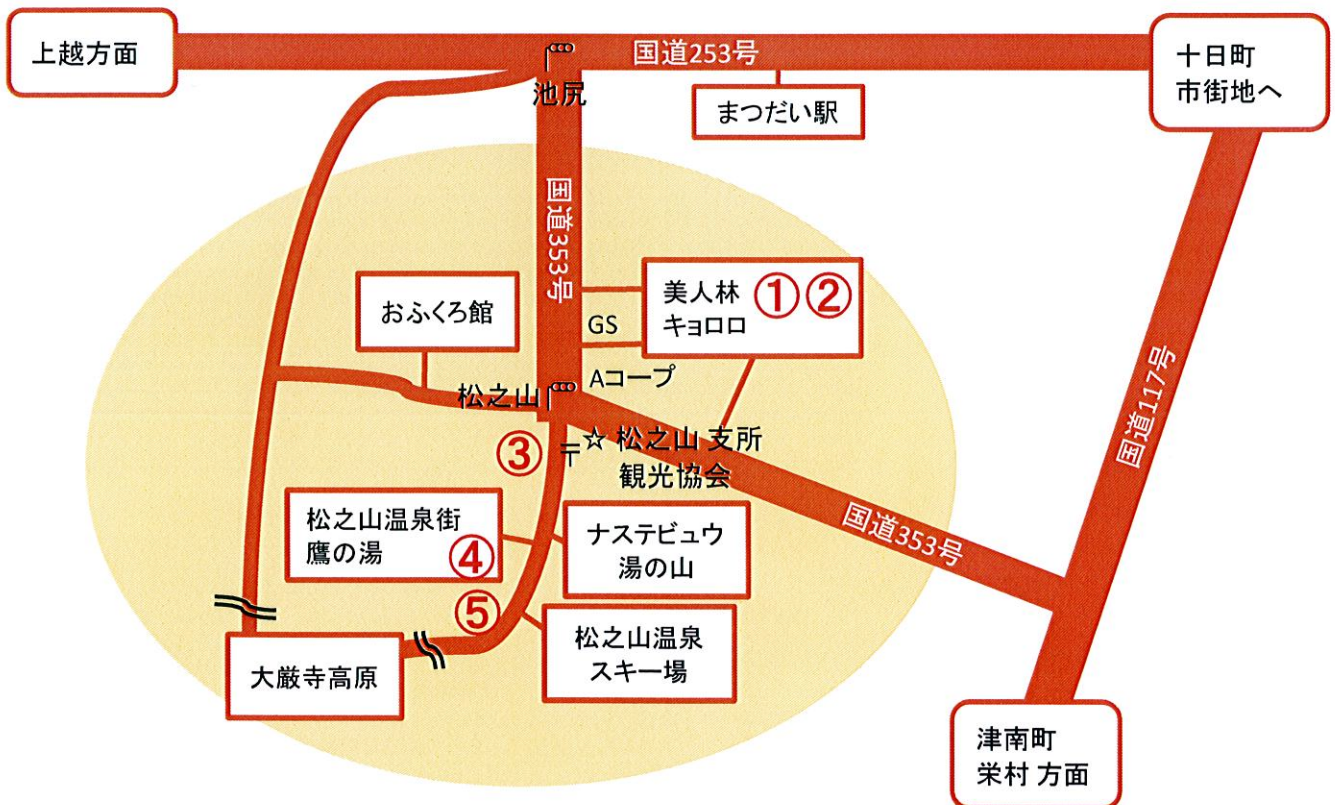 上越方面
国道253号
十日町
市街地へ
池尻
まつだい駅
国道353号
おふくろ館
美人林 ① ②
キョロロ
GS
Aコープ
松之山
国道117号
③
〒☆ 松之山 支所
観光協会
国道353号
松之山温泉街
鷹の湯 ④
ナステビュウ
湯の山
⑤
松之山温泉
スキー場
大厳寺高原
津南町
栄村 方面